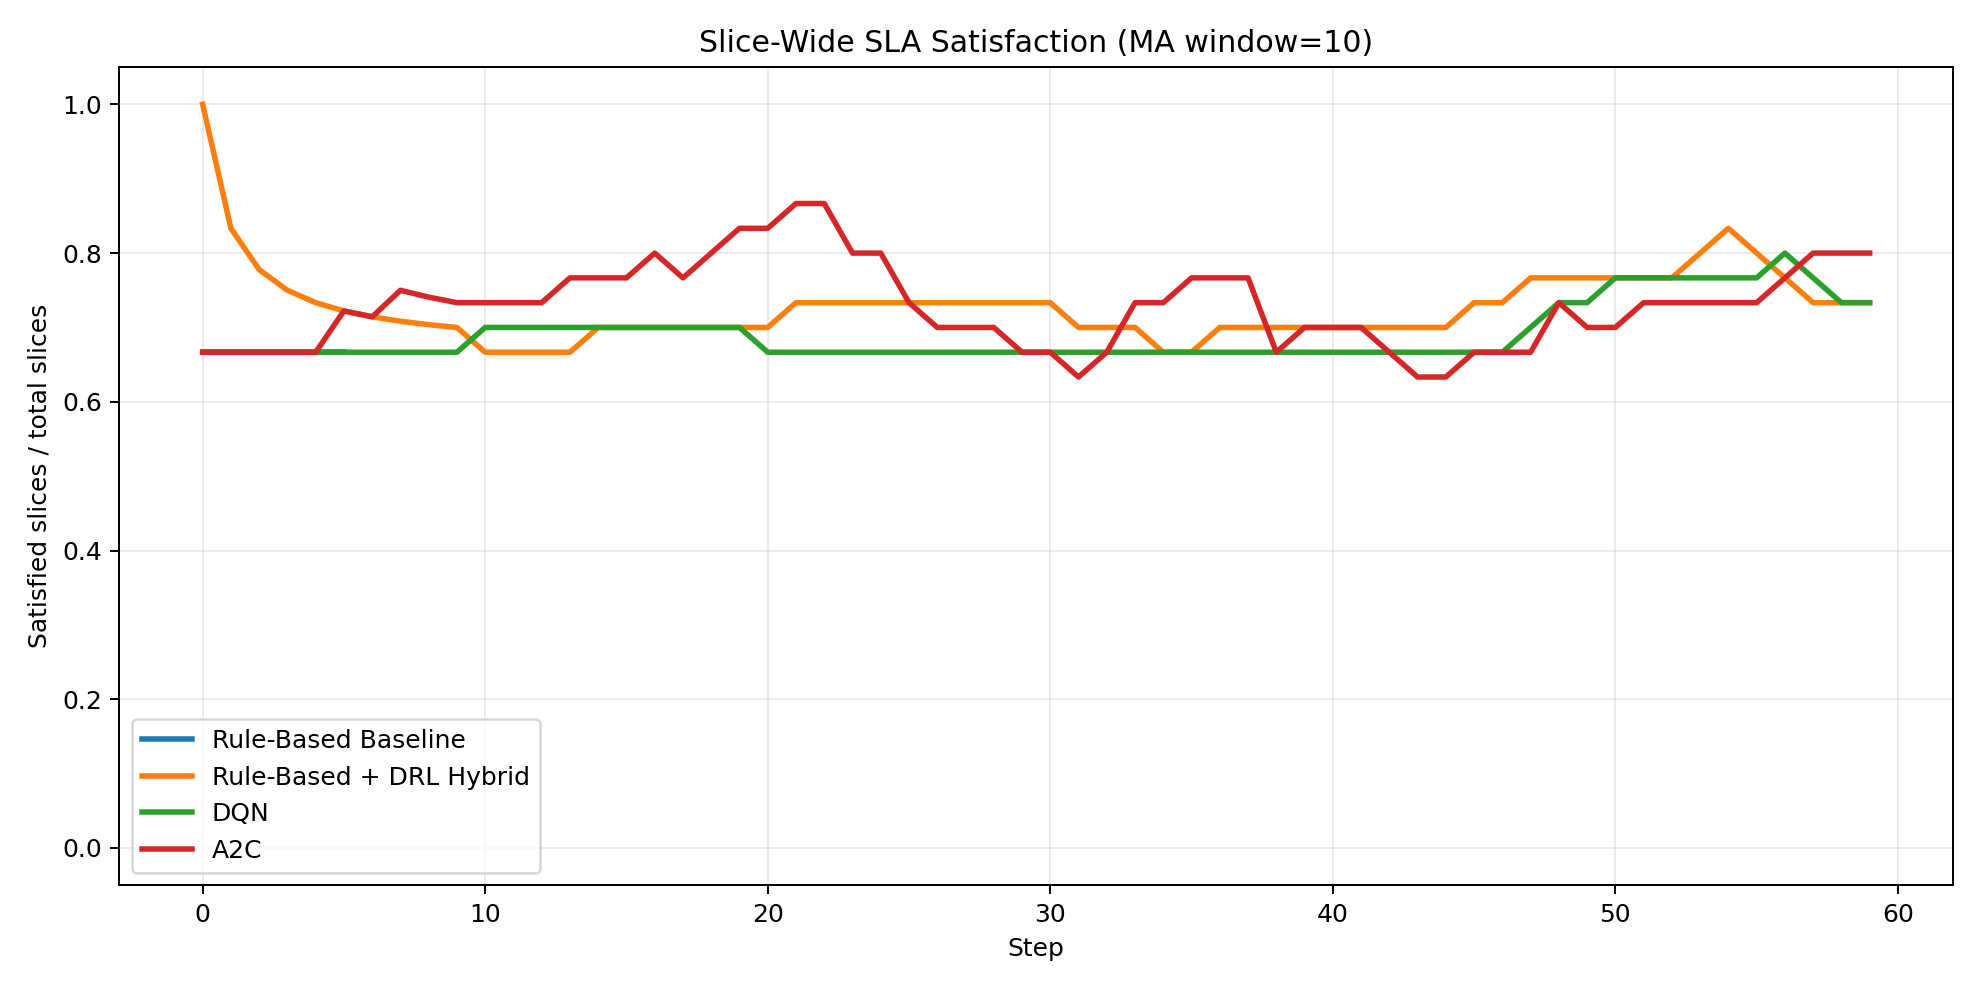 Slice-Wide SLA Satisfaction (MA window=10)
Satisfied slices / total slices
1.0
0.8
0.6
0.4
0.2
0.0
Rule-Based Baseline
Rule-Based + DRL Hybrid
DQN
A2C
0 10 20 30 40 50 60
Step